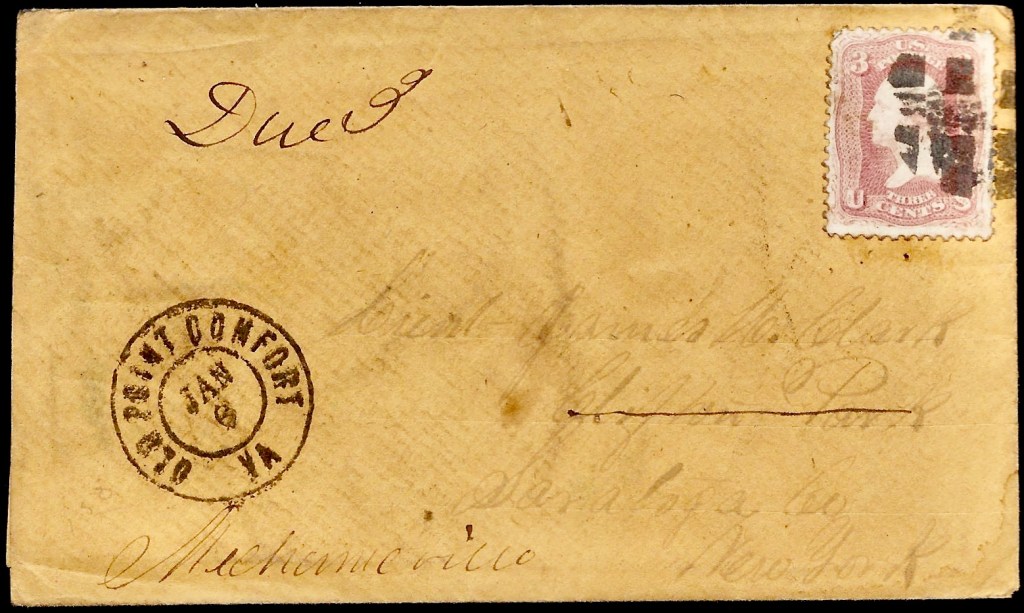 Due 3
3 U.S. 
U THREE CENTS S
OLD POINT COMFORT VA
JAN
Lieut James Clark
Clifton Park
Saratoga Co
Mechanicville
New York